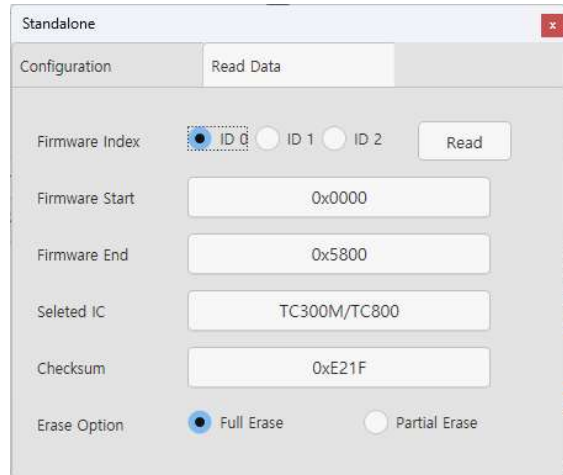 Standalone
x
Configuration Read Data
Firmware Index ID 0 ID 1 ID 2 Read
Firmware Start 0x0000
Firmware End 0x5800
Seleted IC TC300M/TC800
Checksum 0xE21F
Erase Option Full Erase Partial Erase